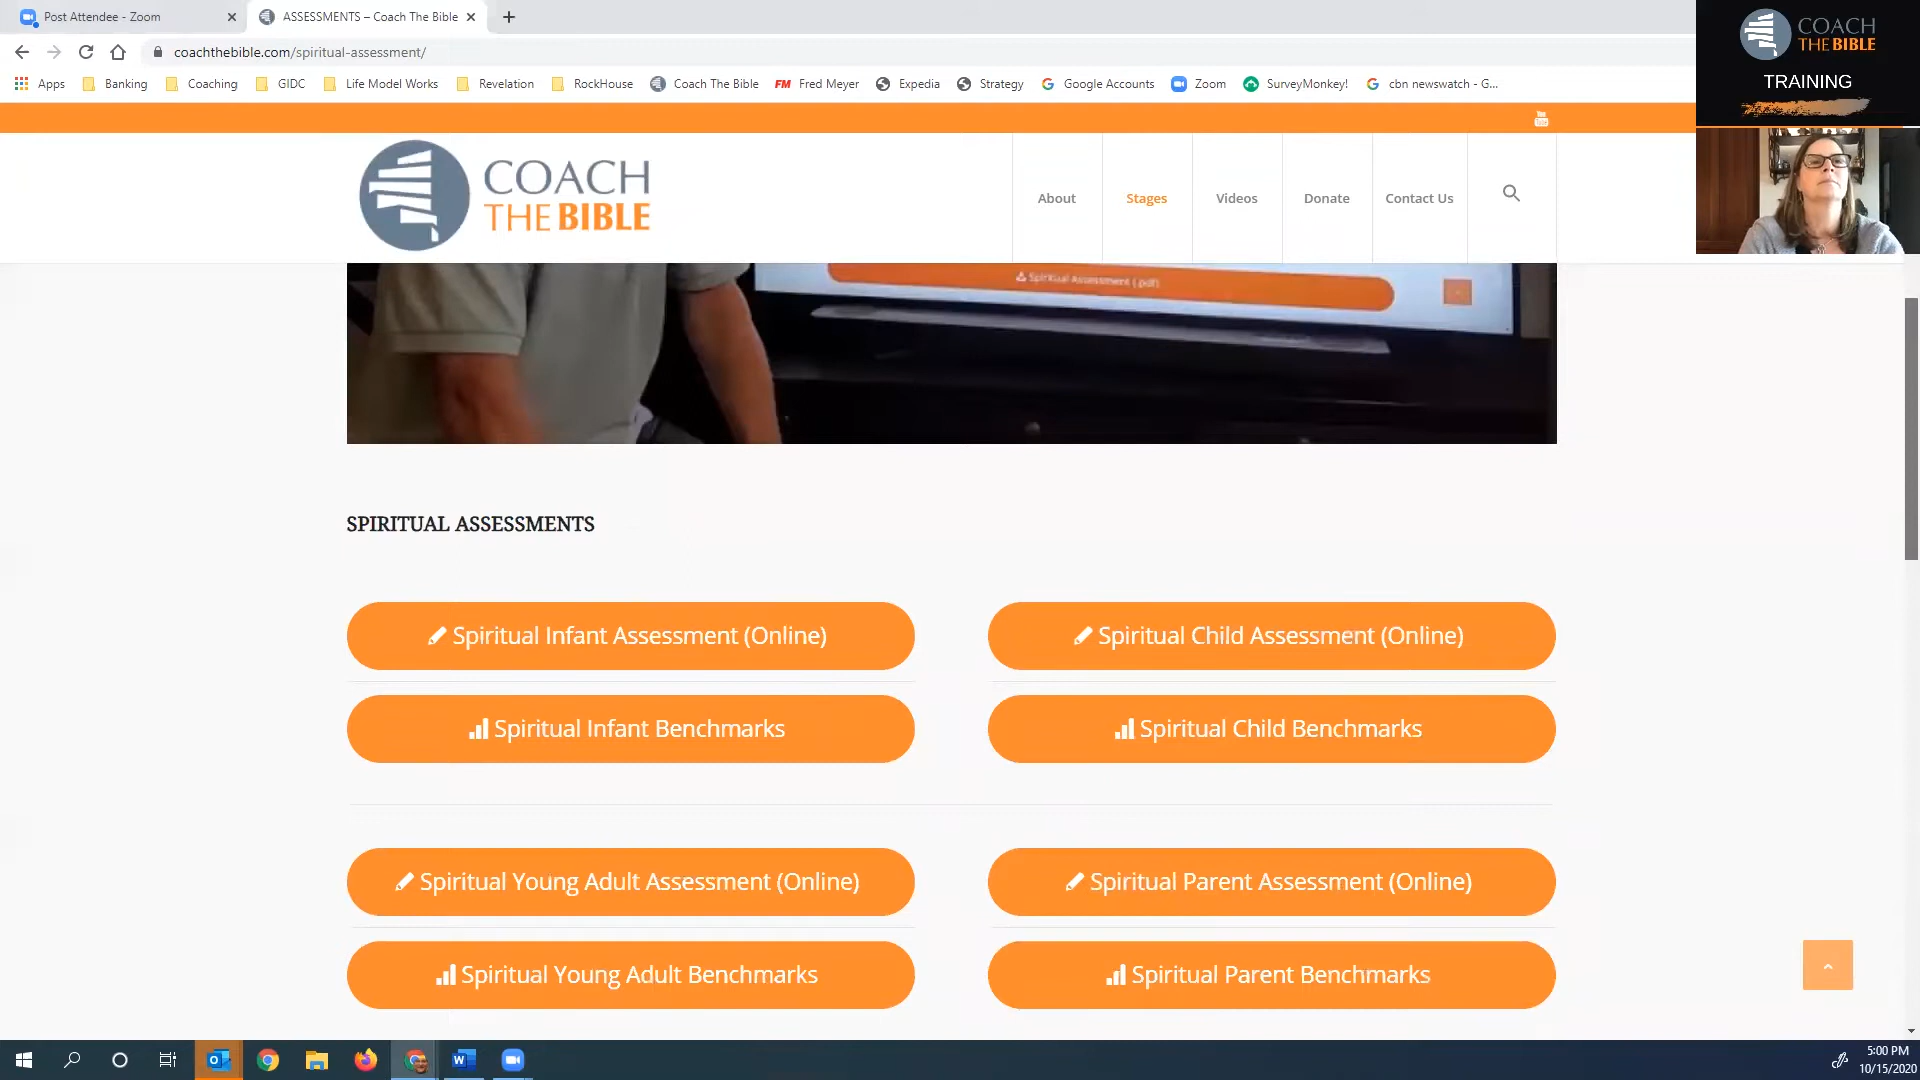 Post Attendee - Zoom
ASSESSMENTS – Coach The Bible
coachthebible.com/spiritual-assessment/
Apps Banking Coaching GIDC Life Model Works Revelation RockHouse Coach The Bible FM Fred Meyer Expedia Strategy Google Accounts Zoom SurveyMonkey! cbn newswatch - G...
COACH
THE BIBLE
TRAINING
COACH
THE BIBLE
About Stages Videos Donate Contact Us
Spiritual Assessment (.pdf)
SPIRITUAL ASSESSMENTS
Spiritual Infant Assessment (Online)
Spiritual Child Assessment (Online)
Spiritual Infant Benchmarks
Spiritual Child Benchmarks
Spiritual Young Adult Assessment (Online)
Spiritual Parent Assessment (Online)
Spiritual Young Adult Benchmarks
Spiritual Parent Benchmarks
5:00 PM
10/15/2020